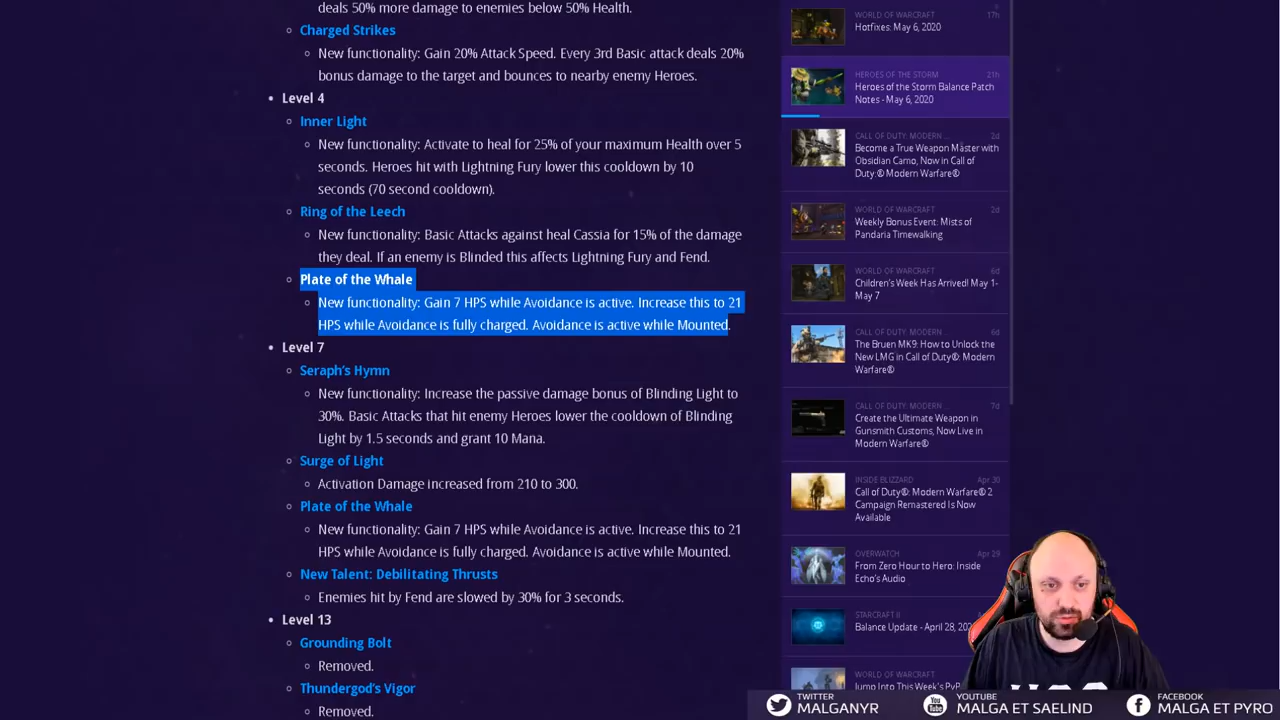 deals 50% more damage to enemies below 50% Health.
Charged Strikes
New functionality: Gain 20% Attack Speed. Every 3rd Basic attack deals 20%
bonus damage to the target and bounces to nearby enemy Heroes.
Level 4
Inner Light
New functionality: Activate to heal for 25% of your maximum Health over 5
seconds. Heroes hit with Lightning Fury lower this cooldown by 10
seconds (70 second cooldown).
Ring of the Leech
New functionality: Basic Attacks against heal Cassia for 15% of the damage
they deal. If an enemy is Blinded this affects Lightning Fury and Fend.
Plate of the Whale
New functionality: Gain 7 HPS while Avoidance is active. Increase this to 21
HPS while Avoidance is fully charged. Avoidance is active while Mounted.
Level 7
Seraph's Hymn
New functionality: Increase the passive damage bonus of Blinding Light to
30%. Basic Attacks that hit enemy Heroes lower the cooldown of Blinding
Light by 1.5 seconds and grant 10 Mana.
Surge of Light
Activation Damage increased from 210 to 300.
Plate of the Whale
New functionality: Gain 7 HPS while Avoidance is active. Increase this to 21
HPS while Avoidance is fully charged. Avoidance is active while Mounted.
New Talent: Debilitating Thrusts
Enemies hit by Fend are slowed by 30% for 3 seconds.
Level 13
Grounding Bolt
Removed.
Thundergod's Vigor
Removed.
WORLD OF WARCRAFT 17h
Hotfixes: May 6, 2020
HEROES OF THE STORM 21h
Heroes of the Storm Balance Patch
Notes - May 6, 2020
CALL OF DUTY: MODERN ... 2d
Become a True Weapon Master with
Obsidian Camo, Now in Call of
Duty:® Modern Warfare®
WORLD OF WARCRAFT 2d
Weekly Bonus Event: Mists of
Pandaria Timewalking
WORLD OF WARCRAFT 6d
Children's Week Has Arrived! May 1-
May 7
CALL OF DUTY: MODERN ... 6d
The Bruen MK9: How to Unlock the
New LMG in Call of Duty®: Modern
Warfare®
CALL OF DUTY: MODERN ... 7d
Create the Ultimate Weapon in
Gunsmith Customs, Now Live in
Modern Warfare®
INSIDE BLIZZARD Apr 30
Call of Duty®: Modern Warfare® 2
Campaign Remastered Is Now
Available
OVERWATCH Apr 29
From Zero Hour to Hero: Inside
Echo's Audio
STARCRAFT II
Balance Update - April 28, 202
WORLD OF WARCRAFT
Jump Into This Week's PvP
TWITTER
MALGANYR
YOUTUBE
MALGA ET SAELIND
FACEBOOK
MALGA ET PYRO